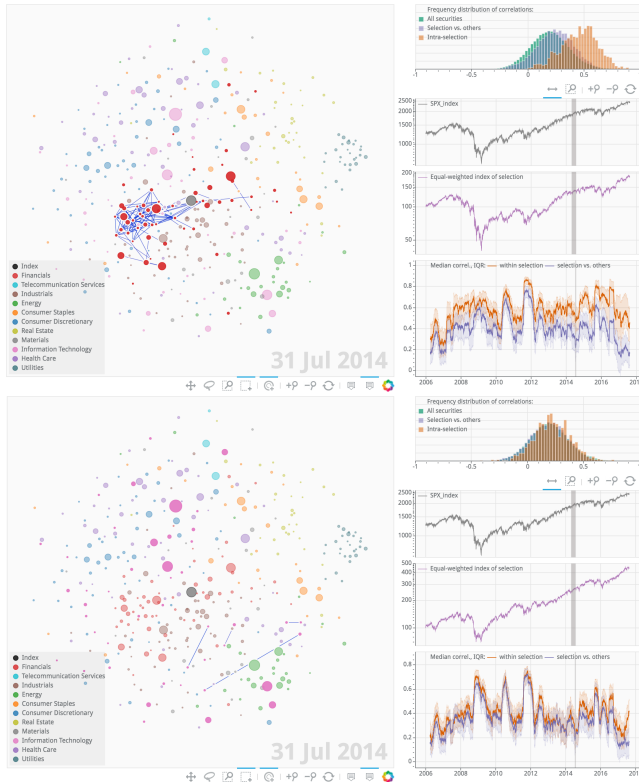 Index
Financials
Telecommunication Services
Industrials
Energy
Consumer Staples
Consumer Discretionary
Real Estate
Materials
Information Technology
Health Care
Utilities
31 Jul 2014
Frequency distribution of correlations:
All securities
Selection vs. others
Intra-selection
-1 -0.5 0 0.5 1
SPX_index
2500
2000
1000
Equal-weighted index of selection
200
150
100
50
Median correl., IQR: within selection selection vs. others
1
0.8
0.6
0.4
0.2
0
2006 2008 2010 2012 2014 2016 2018
Index
Financials
Telecommunication Services
Industrials
Energy
Consumer Staples
Consumer Discretionary
Real Estate
Materials
Information Technology
Health Care
Utilities
31 Jul 2014
Frequency distribution of correlations:
All securities
Selection vs. others
Intra-selection
-1 -0.5 0 0.5 1
SPX_index
2500
2000
1000
Equal-weighted index of selection
500
400
300
200
100
Median correl., IQR: within selection selection vs. others
0.8
0.6
0.4
0.2
0
2006 2008 2010 2012 2014 2016 2018